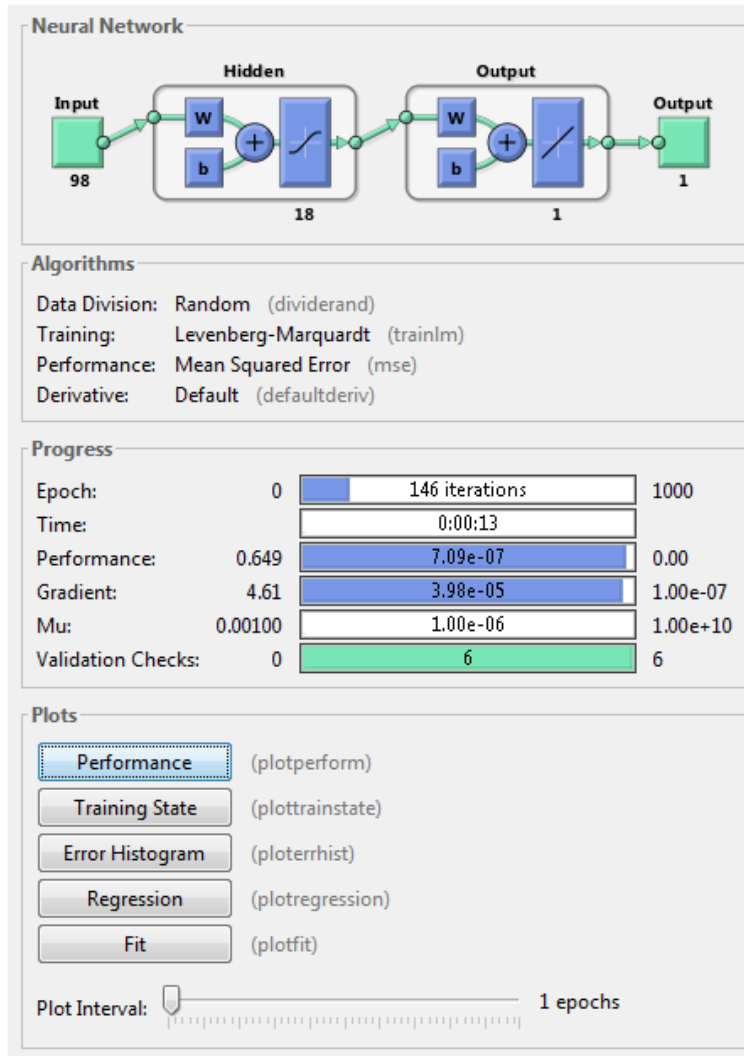 Neural Network
Hidden Output
Input Output
W W
b b
98 1
18 1
Algorithms
Data Division: Random (dividerand)
Training: Levenberg-Marquardt (trainlm)
Performance: Mean Squared Error (mse)
Derivative: Default (defaultderiv)
Progress
Epoch: 0 146 iterations 1000
Time: 0:00:13
Performance: 0.649 7.09e-07 0.00
Gradient: 4.61 3.98e-05 1.00e-07
Mu: 0.00100 1.00e-06 1.00e+10
Validation Checks: 0 6 6
Plots
Performance (plotperform)
Training State (plottrainstate)
Error Histogram (ploterrhist)
Regression (plotregression)
Fit (plotfit)
Plot Interval: 1 epochs